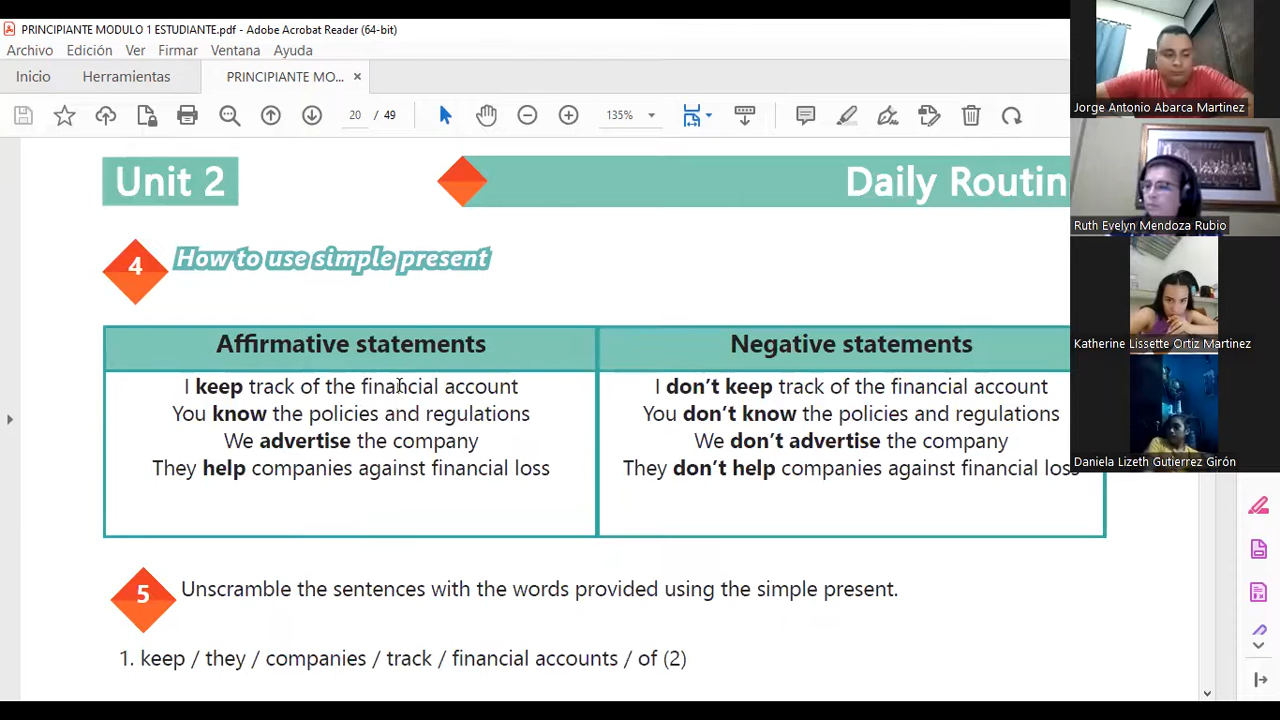 PRINCIPIANTE MODULO 1 ESTUDIANTE.pdf - Adobe Acrobat Reader (64-bit)
Archivo Edición Ver Firmar Ventana Ayuda
Inicio Herramientas PRINCIPIANTE MO... ×
20 / 49 135%
Unit 2 Daily Routin
4 How to use simple present
Affirmative statements
I keep track of the financial account
You know the policies and regulations
We advertise the company
They help companies against financial loss
Negative statements
I don't keep track of the financial account
You don't know the policies and regulations
We don't advertise the company
They don't help companies against financial loss
5 Unscramble the sentences with the words provided using the simple present.
1. keep / they / companies / track / financial accounts / of (2)
Jorge Antonio Abarca Martinez
Ruth Evelyn Mendoza Rubio
Katherine Lissette Ortiz Martinez
Daniela Lizeth Gutierrez Girón